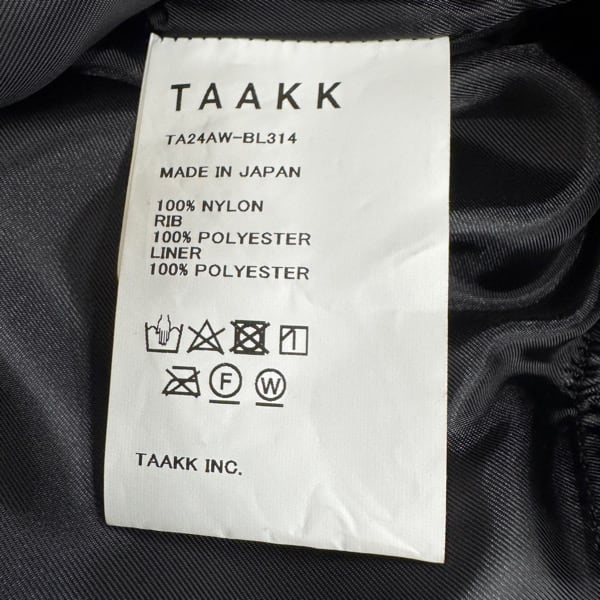 TAAKK
TA24AW-BL314
MADE IN JAPAN
100% NYLON
RIB
100% POLYESTER
LINER
100% POLYESTER
F W
TAAKK INC.